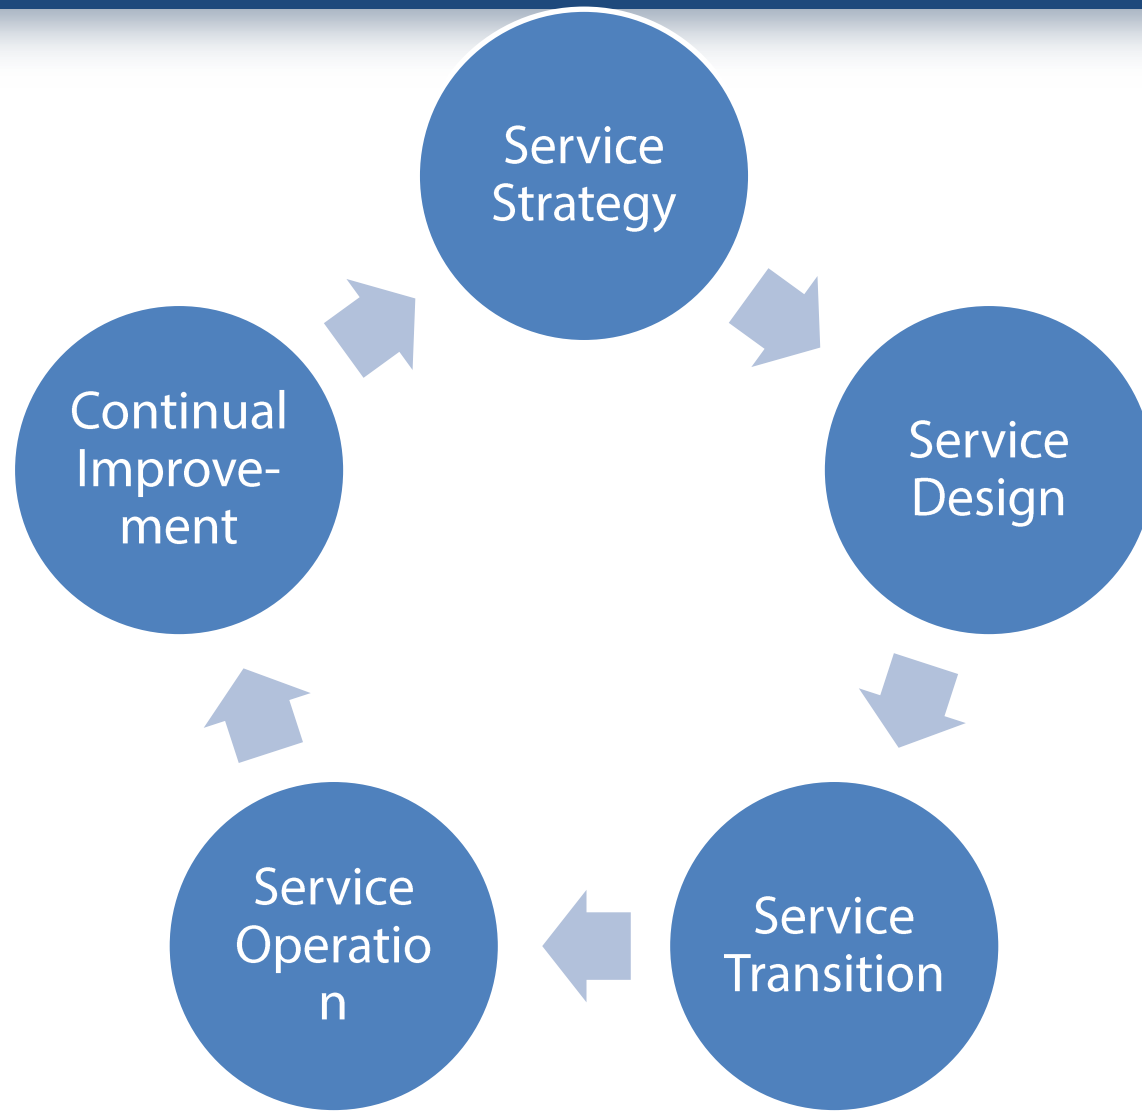 Service
Strategy
Service
Design
Service
Transition
Service
Operatio
n
Continual
Improve-
ment